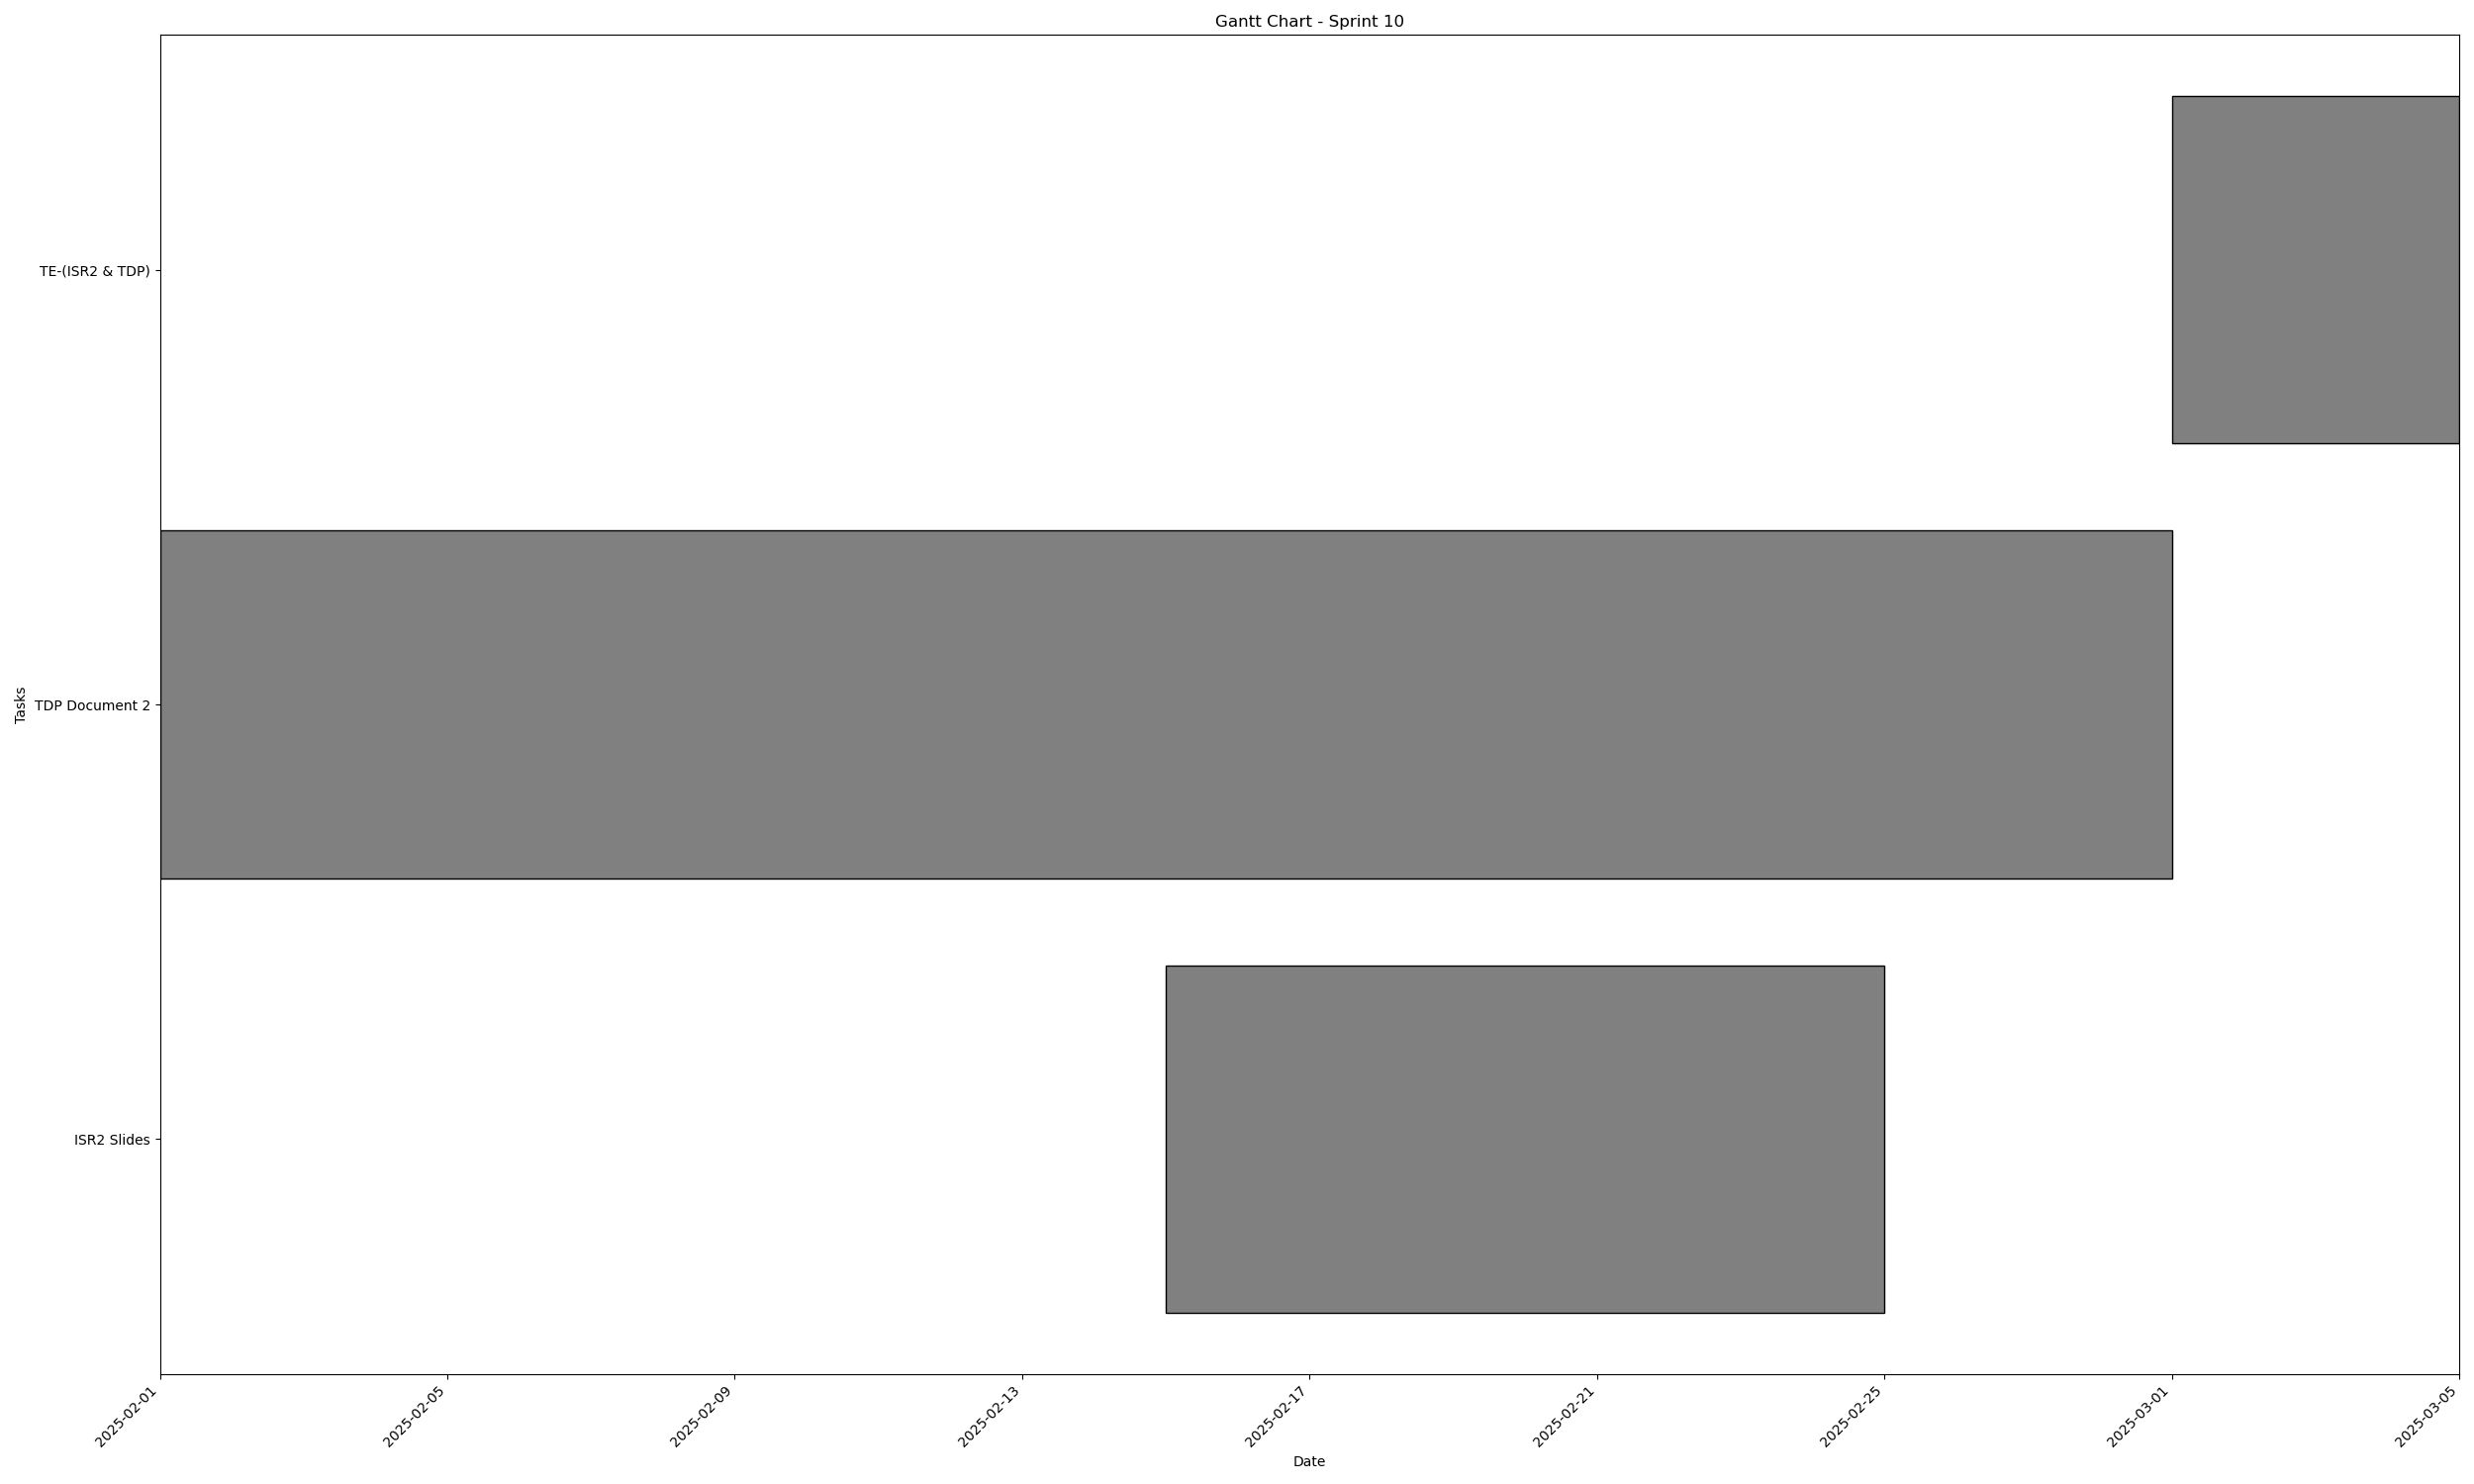 Gantt Chart - Sprint 10
TE-(ISR2 & TDP)
TDP Document 2
ISR2 Slides
Tasks
2025-02-01
2025-02-05
2025-02-09
2025-02-13
2025-02-17
2025-02-21
2025-02-25
2025-03-01
2025-03-05
Date